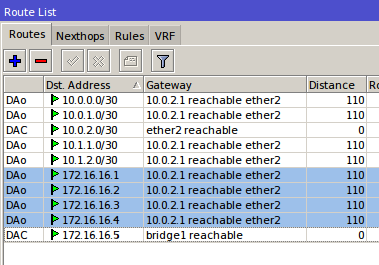 Route List
Routes Nexthops Rules VRF
Dst. Address Gateway Distance Ro
DAo 10.0.0.0/30 10.0.2.1 reachable ether2 110
DAo 10.0.1.0/30 10.0.2.1 reachable ether2 110
DAC 10.0.2.0/30 ether2 reachable 0
DAo 10.1.1.0/30 10.0.2.1 reachable ether2 110
DAo 10.1.2.0/30 10.0.2.1 reachable ether2 110
DAo 172.16.16.1 10.0.2.1 reachable ether2 110
DAo 172.16.16.2 10.0.2.1 reachable ether2 110
DAo 172.16.16.3 10.0.2.1 reachable ether2 110
DAo 172.16.16.4 10.0.2.1 reachable ether2 110
DAC 172.16.16.5 bridge1 reachable 0